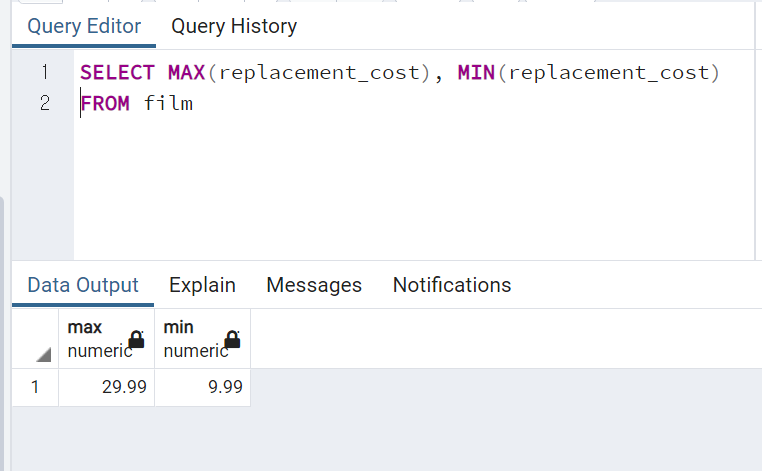 Query Editor Query History
1 SELECT MAX(replacement_cost), MIN(replacement_cost)
2 FROM film
Data Output Explain Messages Notifications
max min
numeric numeric
1 29.99 9.99